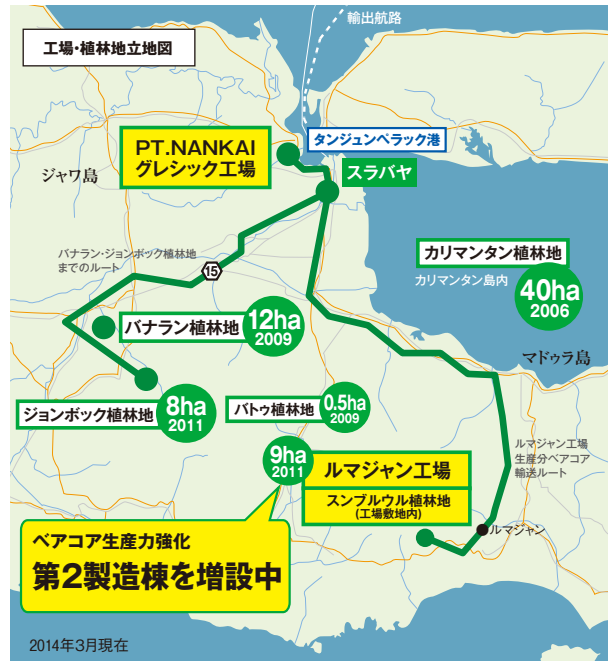 輸出航路
工場・植林地立地図
PT.NANKAI
グレシック工場
タンジュンペラック港
ジャワ島
スラバヤ
バナラン・ジョンボック植林地
までのルート
15
カリマンタン植林地
カリマンタン島内
40ha
2006
バナラン植林地
12ha
2009
マドゥラ島
ジョンボック植林地
8ha
2011
バトゥ植林地
0.5ha
2009
9ha
2011
ルマジャン工場
スンブルウル植林地
(工場敷地内)
ルマジャン工場
生産分ベアコア
輸送ルート
ルマジャン
ベアコア生産力強化
第2製造棟を増設中
2014年3月現在